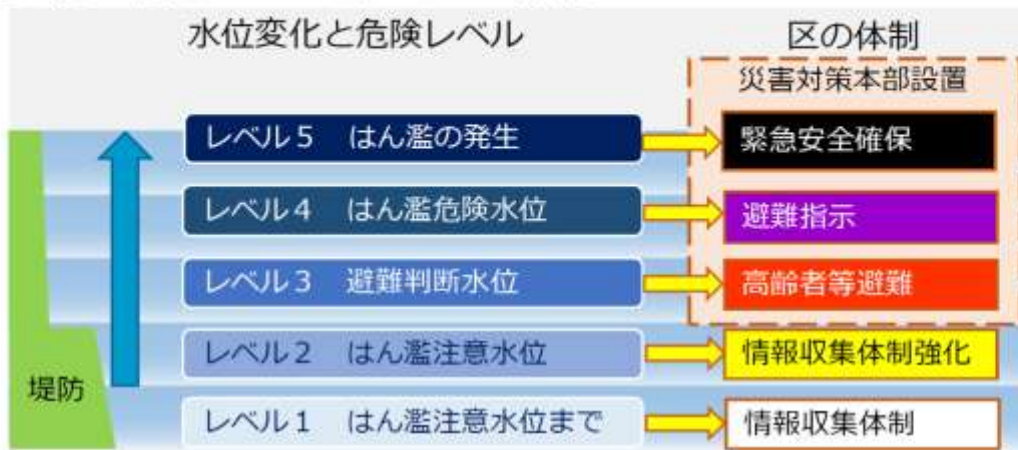 水位変化と危険レベル
区の体制
災害対策本部設置
レベル5 はん濫の発生
緊急安全確保
レベル4 はん濫危険水位
避難指示
レベル3 避難判断水位
高齢者等避難
レベル2 はん濫注意水位
情報収集体制強化
堤防
レベル1 はん濫注意水位まで
情報収集体制